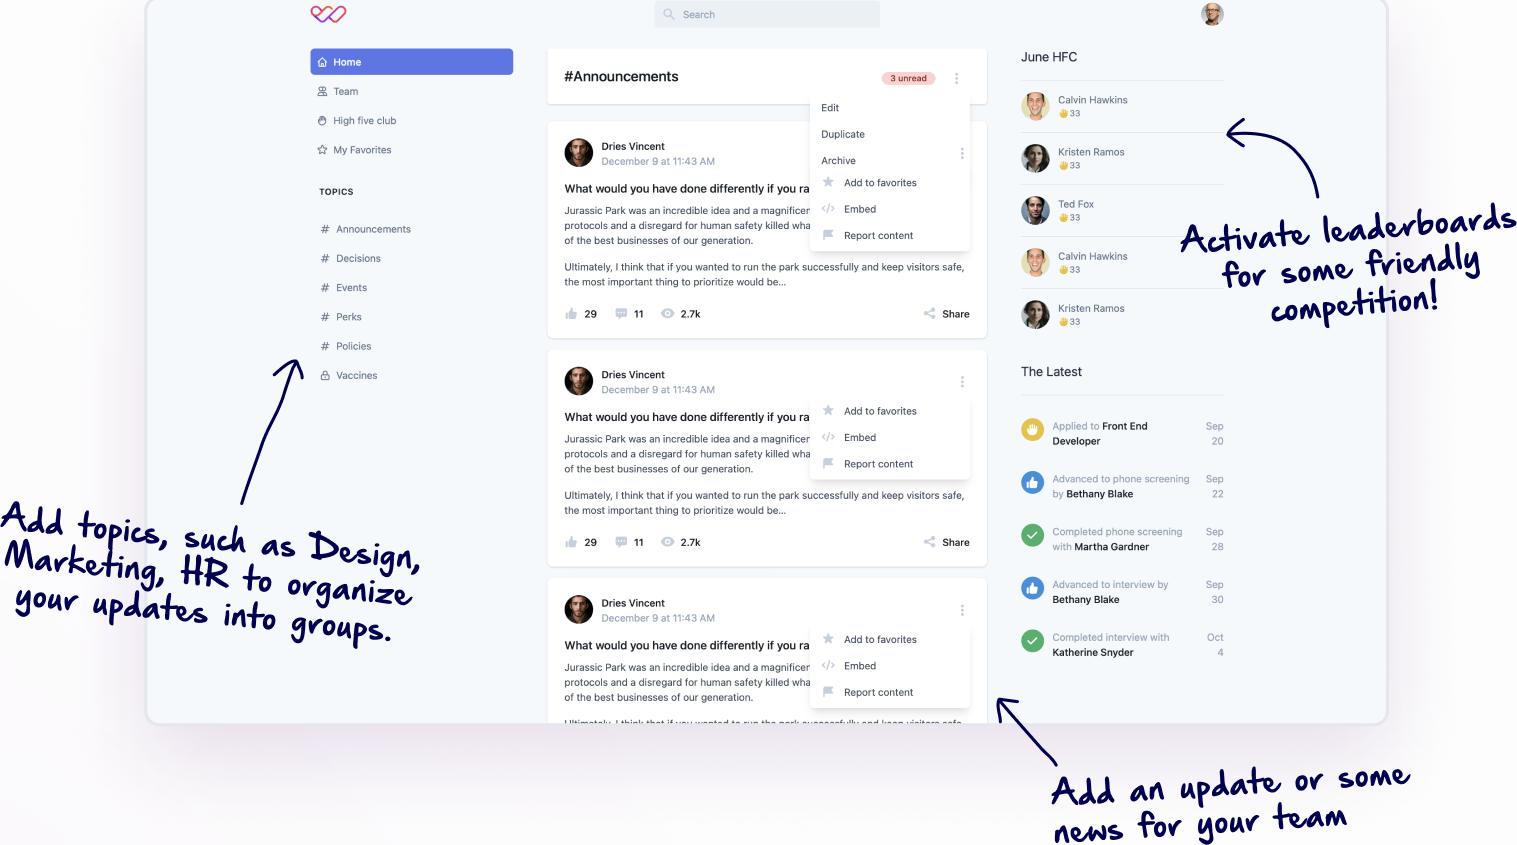 Search
Home
Team
High five club
My Favorites
TOPICS
# Announcements
# Decisions
# Events
# Perks
# Policies
Vaccines
#Announcements
3 unread
Edit
Duplicate
Archive
Add to favorites
Embed
Report content
Dries Vincent
December 9 at 11:43 AM
What would you have done differently if you ra
Jurassic Park was an incredible idea and a magnificen
protocols and a disregard for human safety killed wha
of the best businesses of our generation.
Ultimately, I think that if you wanted to run the park successfully and keep visitors safe,
the most important thing to prioritize would be...
29 11 2.7k Share
Dries Vincent
December 9 at 11:43 AM
Add to favorites
Embed
Report content
What would you have done differently if you ra
Jurassic Park was an incredible idea and a magnificen
protocols and a disregard for human safety killed wha
of the best businesses of our generation.
Ultimately, I think that if you wanted to run the park successfully and keep visitors safe,
the most important thing to prioritize would be...
29 11 2.7k Share
Dries Vincent
December 9 at 11:43 AM
Add to favorites
Embed
Report content
What would you have done differently if you ra
Jurassic Park was an incredible idea and a magnificen
protocols and a disregard for human safety killed wha
of the best businesses of our generation.
Ultimately, I think that if you wanted to run the park successfully and keep visitors safe,
June HFC
Calvin Hawkins
33
Kristen Ramos
33
Ted Fox
33
Calvin Hawkins
33
Kristen Ramos
33
The Latest
Applied to Front End
Developer
Sep
20
Advanced to phone screening
by Bethany Blake
Sep
22
Completed phone screening
with Martha Gardner
Sep
28
Advanced to interview by
Bethany Blake
Sep
30
Completed interview with
Katherine Snyder
Oct
4
Activate leaderboards
for some friendly
competition!
Add topics, such as Design,
Marketing, HR to organize
your updates into groups.
Add an update or some
news for your team